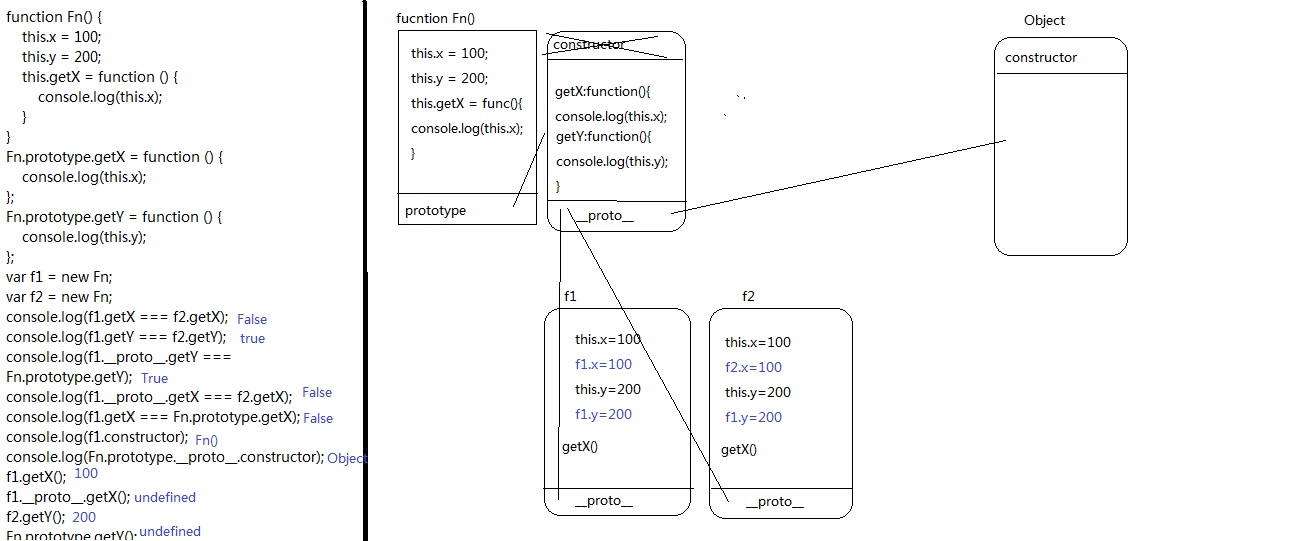 function Fn() {
this.x = 100;
this.y = 200;
this.getX = function () {
console.log(this.x);
}
}
Fn.prototype.getX = function () {
console.log(this.x);
};
Fn.prototype.getY = function () {
console.log(this.y);
};
var f1 = new Fn;
var f2 = new Fn;
console.log(f1.getX === f2.getX); False
console.log(f1.getY === f2.getY); true
console.log(f1.__proto__.getY ===
Fn.prototype.getY); True
console.log(f1.__proto__.getX === f2.getX); False
console.log(f1.getX === Fn.prototype.getX); False
console.log(f1.constructor); Fn()
console.log(Fn.prototype.__proto__.constructor); Object
f1.getX(); 100
f1.__proto__.getX(); undefined
f2.getY(); 200
Fn.prototype.getY(); undefined
fucntion Fn()
this.x = 100;
this.y = 200;
this.getX = func(){
console.log(this.x);
}
prototype
constructor
getX:function(){
console.log(this.x);
getY:function(){
console.log(this.y);
}
__proto__
Object
constructor
f1
this.x=100
f1.x=100
this.y=200
f1.y=200
getX()
__proto__
f2
this.x=100
f2.x=100
this.y=200
f1.y=200
getX()
__proto__